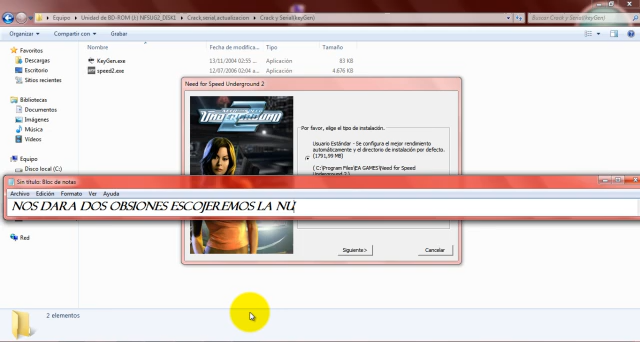 Equipo ▸ Unidad de BD-ROM (J:) NFSUG2_DISK1 ▸ Crack,serial,actualizacion ▸ Crack y Serial(keyGen)
Buscar Crack y Serial(keyGen)
Organizar Compartir con Grabar
Nombre Fecha de modifica... Tipo Tamaño
KeyGen.exe 13/11/2004 02:55 ... Aplicación 83 KB
speed2.exe 12/07/2006 02:04 a... Aplicación 4.676 KB
Favoritos
Descargas
Escritorio
Sitios recientes
Bibliotecas
Documentos
Imágenes
Música
Videos
Equipo
Disco local (C:)
Red
Need for Speed Underground 2
UNDERGROUND
Por favor, elige el tipo de instalación.
Usuario Estándar - Se configura el mejor rendimiento
automáticamente y el directorio de instalación por defecto.
(1791,99 MB)
( C:\Program Files\EA GAMES\Need for Speed
Underground 2 )
Sin título: Bloc de notas
Archivo Edición Formato Ver Ayuda
NOS DARA DOS OBSIONES ESCOJEREMOS LA NU
Siguiente> Cancelar
2 elementos